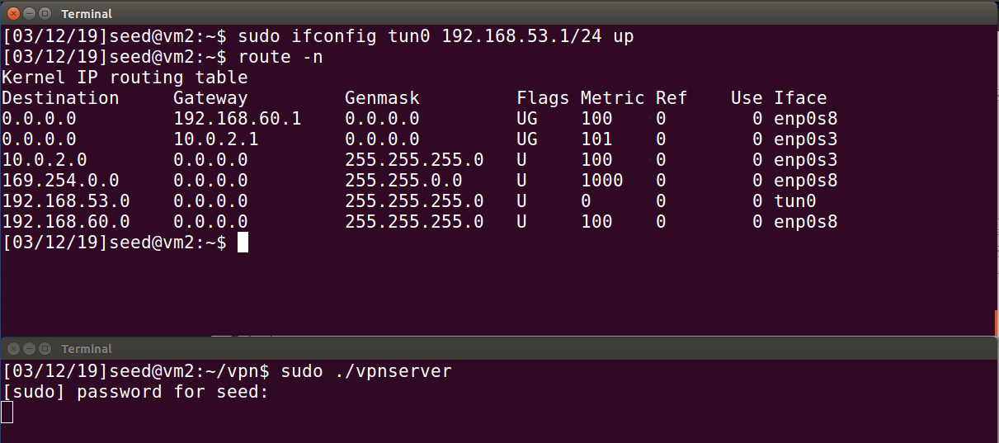 Terminal
[03/12/19]seed@vm2:~$ sudo ifconfig tun0 192.168.53.1/24 up
[03/12/19]seed@vm2:~$ route -n
Kernel IP routing table
Destination     Gateway         Genmask         Flags Metric Ref    Use Iface
0.0.0.0         192.168.60.1    0.0.0.0         UG    100    0        0 enp0s8
0.0.0.0         10.0.2.1        0.0.0.0         UG    101    0        0 enp0s3
10.0.2.0        0.0.0.0         255.255.255.0   U     100    0        0 enp0s3
169.254.0.0     0.0.0.0         255.255.0.0     U     1000   0        0 enp0s8
192.168.53.0    0.0.0.0         255.255.255.0   U     0      0        0 tun0
192.168.60.0    0.0.0.0         255.255.255.0   U     100    0        0 enp0s8
[03/12/19]seed@vm2:~$
Terminal
[03/12/19]seed@vm2:~/vpn$ sudo ./vpnserver
[sudo] password for seed: